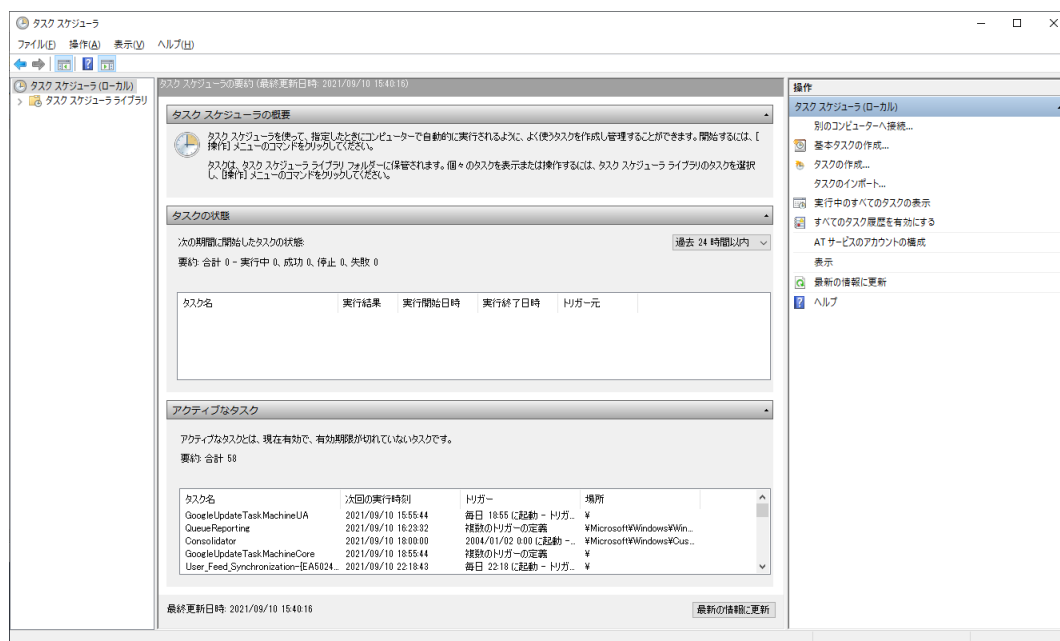 タスク スケジューラ
ファイル(F) 操作(A) 表示(V) ヘルプ(H)
タスク スケジューラ (ローカル)
タスク スケジューラ ライブラリ
タスク スケジューラの要約 (最終更新日時: 2021/09/10 15:40:16)
タスク スケジューラの概要
タスク スケジューラを使って、指定したときにコンピューターで自動的に実行されるように、よく使うタスクを作成し管理することができます。開始するには、[
操作] メニューのコマンドをクリックしてください。
タスクは、タスク スケジューラ ライブラリ フォルダーに保管されます。個々のタスクを表示または操作するには、タスク スケジューラ ライブラリのタスクを選択
し、[操作] メニューのコマンドをクリックしてください。
タスクの状態
次の期間に開始したタスクの状態:
過去 24 時間以内
要約: 合計 0 - 実行中 0、成功 0、停止 0、失敗 0
タスク名 実行結果 実行開始日時 実行終了日時 トリガー元
アクティブなタスク
アクティブなタスクとは、現在有効で、有効期限が切れていないタスクです。
要約: 合計 58
タスク名 次回の実行時刻 トリガー 場所
GoogleUpdateTaskMachineUA 2021/09/10 15:55:44 毎日 18:55 に起動 - トリガ... ¥
QueueReporting 2021/09/10 16:23:32 複数のトリガーの定義 ¥Microsoft¥Windows¥Win...
Consolidator 2021/09/10 18:00:00 2004/01/02 0:00 に起動 -... ¥Microsoft¥Windows¥Cus...
GoogleUpdateTaskMachineCore 2021/09/10 18:55:44 複数のトリガーの定義 ¥
User_Feed_Synchronization-{EA5024... 2021/09/10 22:18:43 毎日 22:18 に起動 - トリガ... ¥
最終更新日時: 2021/09/10 15:40:16
最新の情報に更新
操作
タスク スケジューラ (ローカル)
別のコンピューターへ接続...
基本タスクの作成...
タスクの作成...
タスクのインポート...
実行中のすべてのタスクの表示
すべてのタスク履歴を有効にする
AT サービスのアカウントの構成
表示
最新の情報に更新
ヘルプ